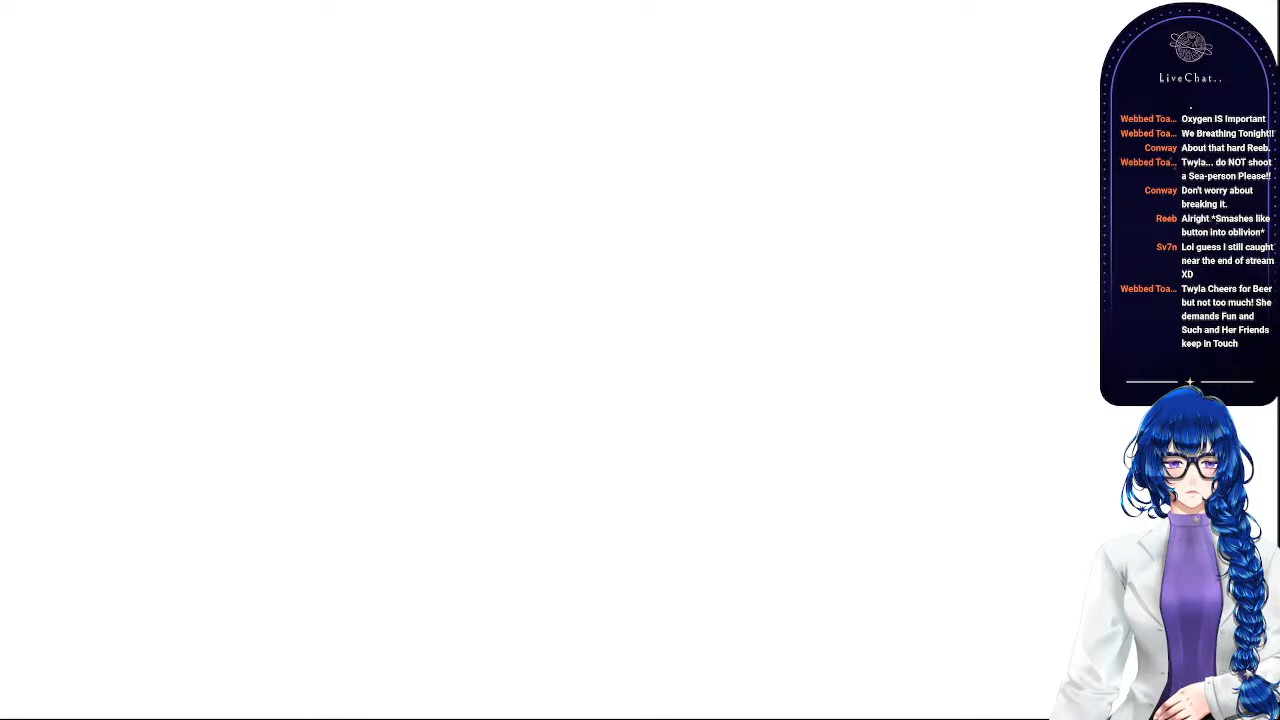 LiveChat..
Webbed Toa... Oxygen IS Important
Webbed Toa... We Breathing Tonight!!
Conway About that hard Reeb.
Webbed Toa... Twyla... do NOT shoot
a Sea-person Please!!
Conway Don't worry about
breaking it.
Reeb Alright *Smashes like
button into oblivion*
Sv7n Lol guess I still caught
near the end of stream
XD
Webbed Toa... Twyla Cheers for Beer
but not too much! She
demands Fun and
Such and Her Friends
keep in Touch